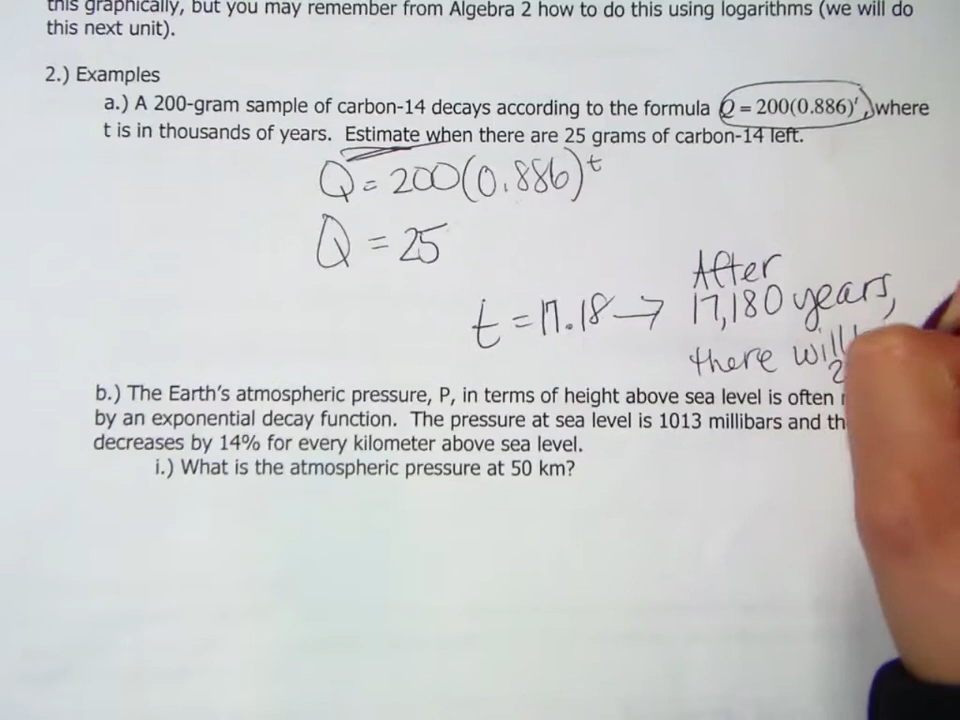 this graphically, but you may remember from Algebra 2 how to do this using logarithms (we will do
this next unit).
2.) Examples
a.) A 200-gram sample of carbon-14 decays according to the formula Q = 200(0.886)^t, where
t is in thousands of years. Estimate when there are 25 grams of carbon-14 left.
Q = 200(0.886)^t
Q = 25
After
t = 17.18 → 17,180 years,
there will
2
b.) The Earth's atmospheric pressure, P, in terms of height above sea level is often
by an exponential decay function. The pressure at sea level is 1013 millibars and
decreases by 14% for every kilometer above sea level.
i.) What is the atmospheric pressure at 50 km?